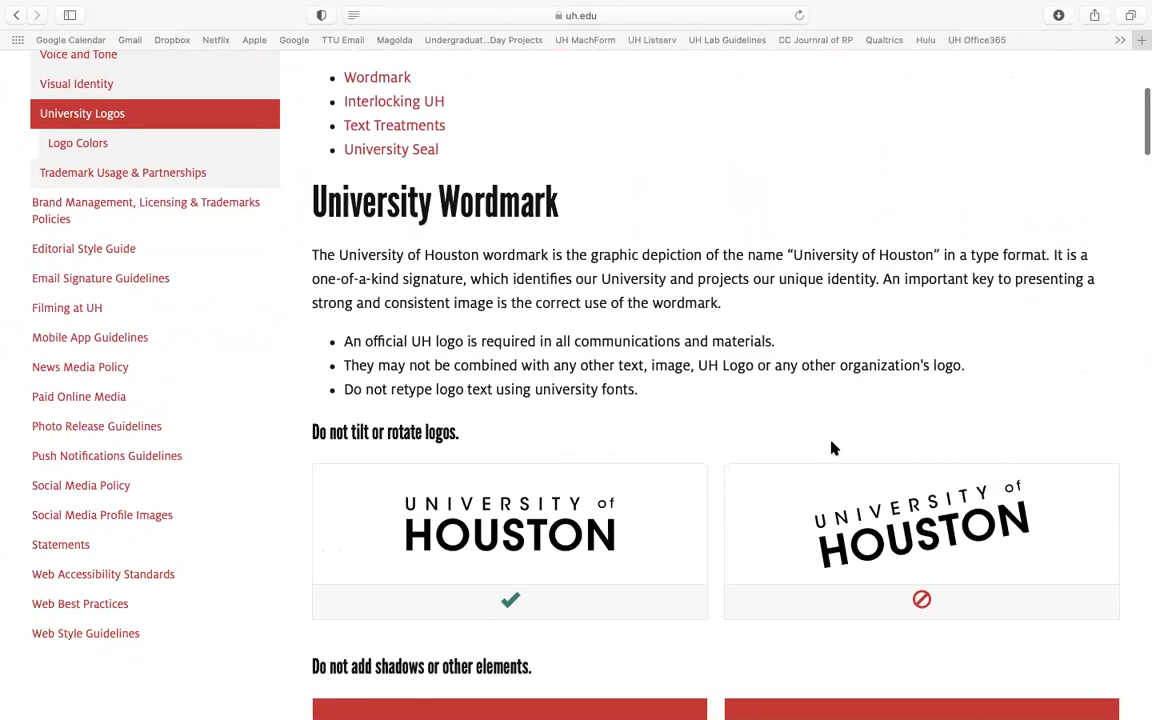 uh.edu
Google Calendar Gmail Dropbox Netflix Apple Google TTU Email Magolda Undergraduat...Day Projects UH MachForm UH Listserv UH Lab Guidelines CC Journral of RP Qualtrics Hulu UH Office365
Voice and Tone
Visual Identity
University Logos
Logo Colors
Trademark Usage & Partnerships
Brand Management, Licensing & Trademarks
Policies
Editorial Style Guide
Email Signature Guidelines
Filming at UH
Mobile App Guidelines
News Media Policy
Paid Online Media
Photo Release Guidelines
Push Notifications Guidelines
Social Media Policy
Social Media Profile Images
Statements
Web Accessibility Standards
Web Best Practices
Web Style Guidelines
Wordmark
Interlocking UH
Text Treatments
University Seal
University Wordmark
The University of Houston wordmark is the graphic depiction of the name “University of Houston” in a type format. It is a
one-of-a-kind signature, which identifies our University and projects our unique identity. An important key to presenting a
strong and consistent image is the correct use of the wordmark.
An official UH logo is required in all communications and materials.
They may not be combined with any other text, image, UH Logo or any other organization's logo.
Do not retype logo text using university fonts.
Do not tilt or rotate logos.
UNIVERSITY of
HOUSTON
UNIVERSITY of
HOUSTON
Do not add shadows or other elements.